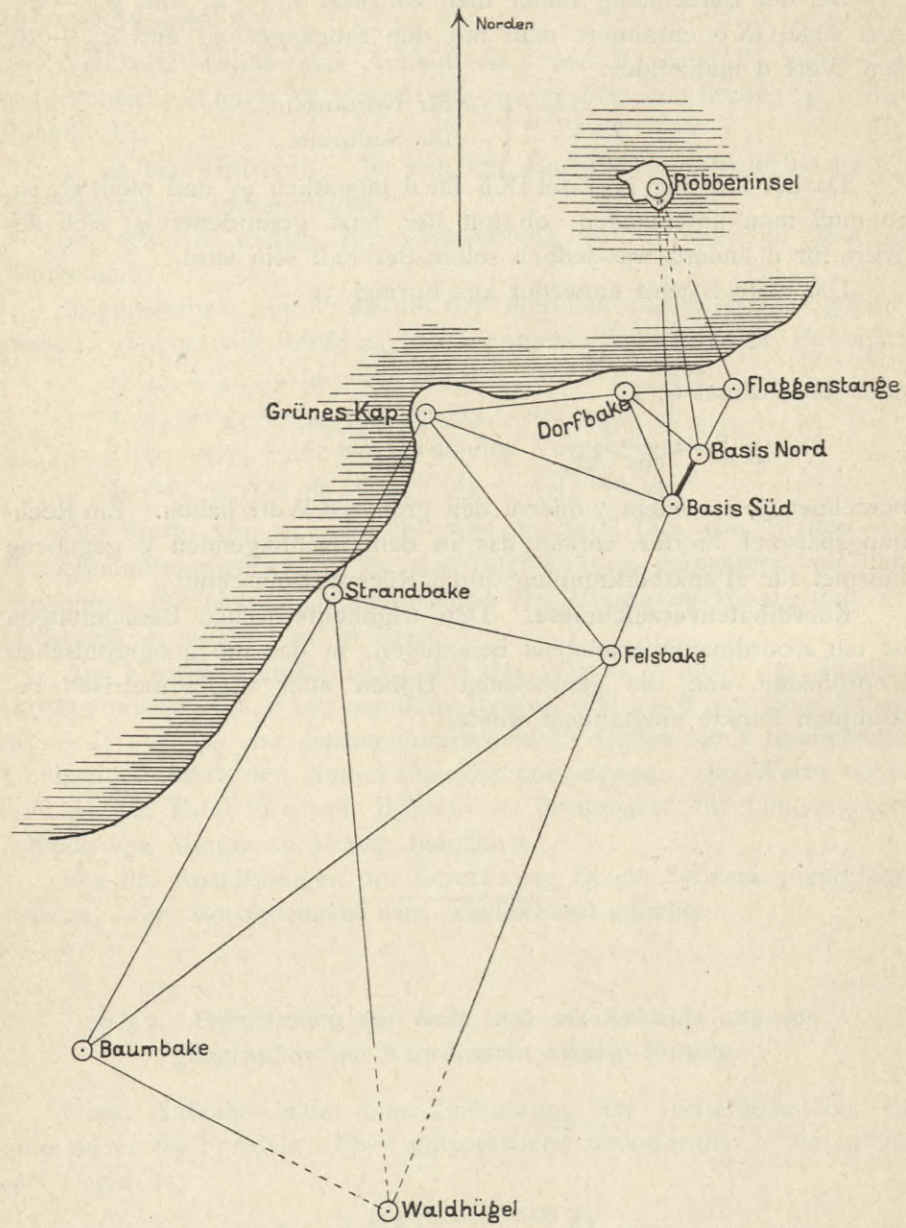 Norden
Robbeninsel
Flaggenstange
Grünes Kap
Dorfbake
Basis Nord
Basis Süd
Strandbake
Felsbake
Baumbake
Waldhügel